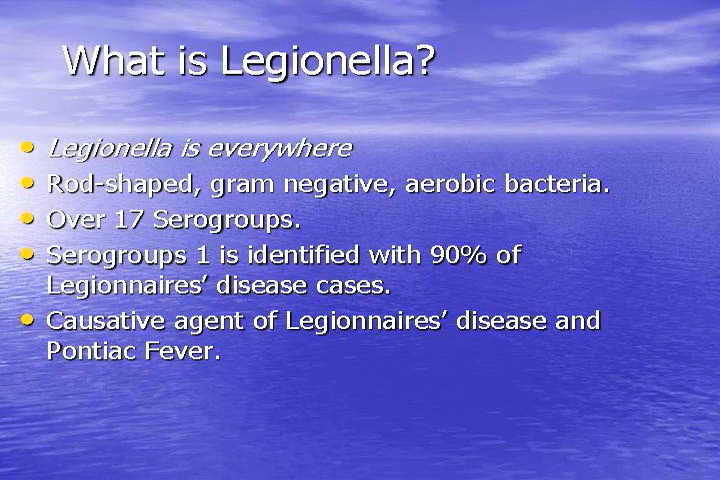 What is Legionella?
• Legionella is everywhere
• Rod-shaped, gram negative, aerobic bacteria.
• Over 17 Serogroups.
• Serogroups 1 is identified with 90% of
Legionnaires’ disease cases.
• Causative agent of Legionnaires’ disease and
Pontiac Fever.